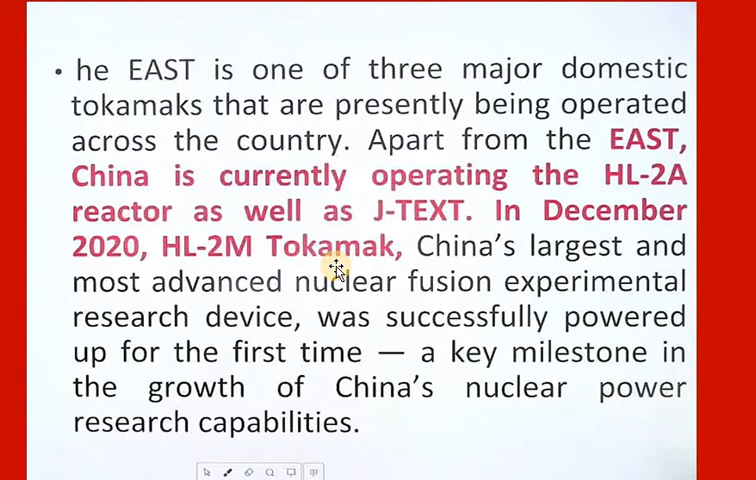 • he EAST is one of three major domestic
tokamaks that are presently being operated
across the country. Apart from the EAST,
China is currently operating the HL-2A
reactor as well as J-TEXT. In December
2020, HL-2M Tokamak, China's largest and
most advanced nuclear fusion experimental
research device, was successfully powered
up for the first time — a key milestone in
the growth of China's nuclear power
research capabilities.